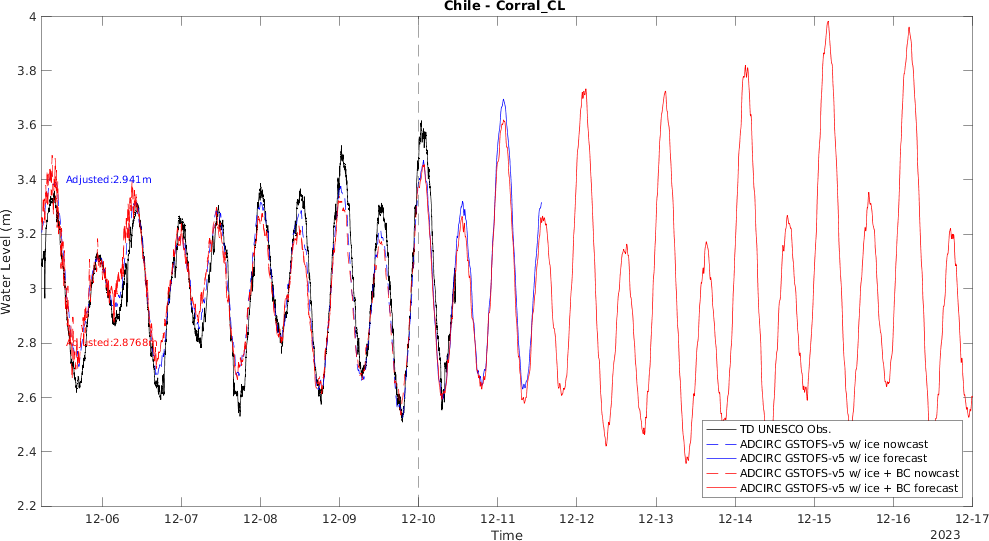 Chile - Corral_CL
4
3.8
3.6
3.4
3.2
3
2.8
2.6
2.4
2.2
Water Level (m)
Adjusted:2.941m
Adjusted:2.8768m
TD UNESCO Obs.
ADCIRC GSTOFS-v5 w/ ice nowcast
ADCIRC GSTOFS-v5 w/ ice forecast
ADCIRC GSTOFS-v5 w/ ice + BC nowcast
ADCIRC GSTOFS-v5 w/ ice + BC forecast
12-06 12-07 12-08 12-09 12-10 12-11 12-12 12-13 12-14 12-15 12-16 12-17
Time
2023